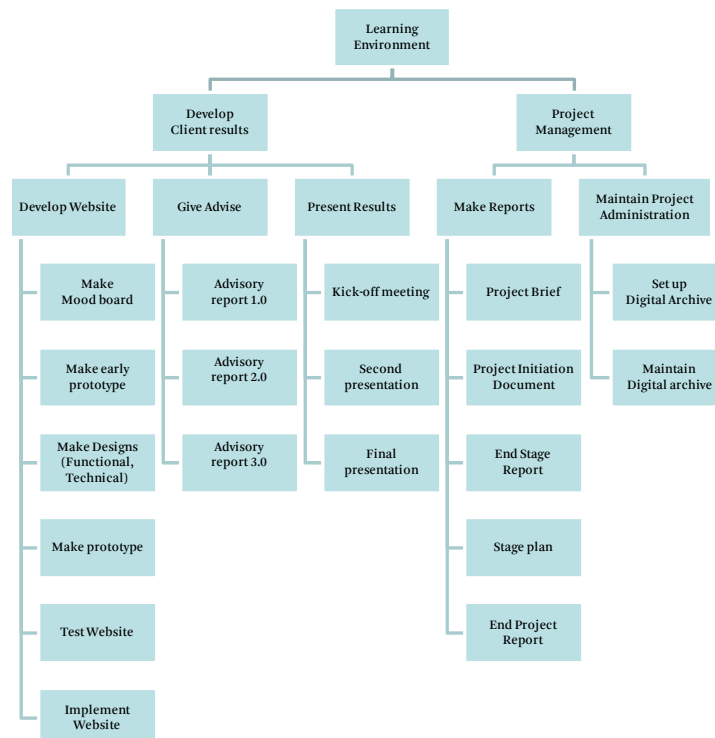 Learning
Environment
Develop
Client results
Project
Management
Develop Website
Give Advise
Present Results
Make Reports
Maintain Project
Administration
Make
Mood board
Advisory
report 1.0
Kick-off meeting
Project Brief
Set up
Digital Archive
Make early
prototype
Advisory
report 2.0
Second
presentation
Project Initiation
Document
Maintain
Digital archive
Make Designs
(Functional,
Technical)
Advisory
report 3.0
Final
presentation
End Stage
Report
Make prototype
Stage plan
Test Website
End Project
Report
Implement
Website